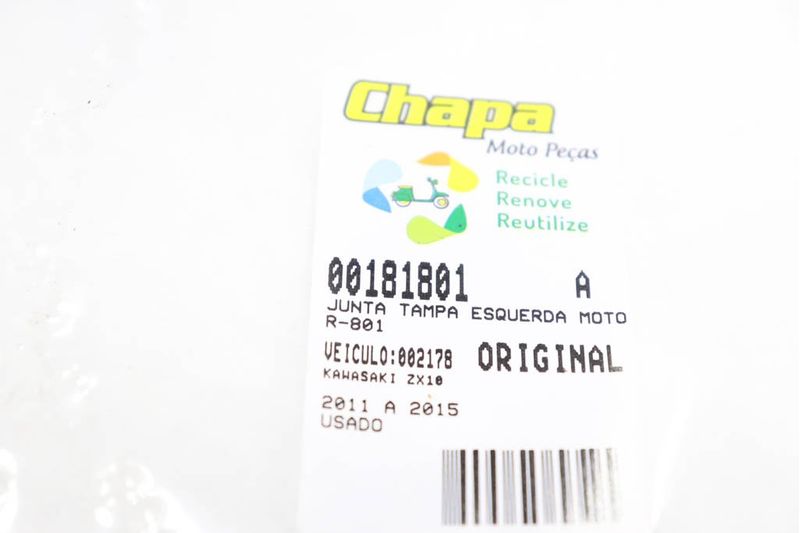 Chapa
Moto Peças
Recicle
Renove
Reutilize
00181801 A
JUNTA TAMPA ESQUERDA MOTO
R-801
VEICULO:002178 ORIGINAL
KAWASAKI ZX10
2011 A 2015
USADO